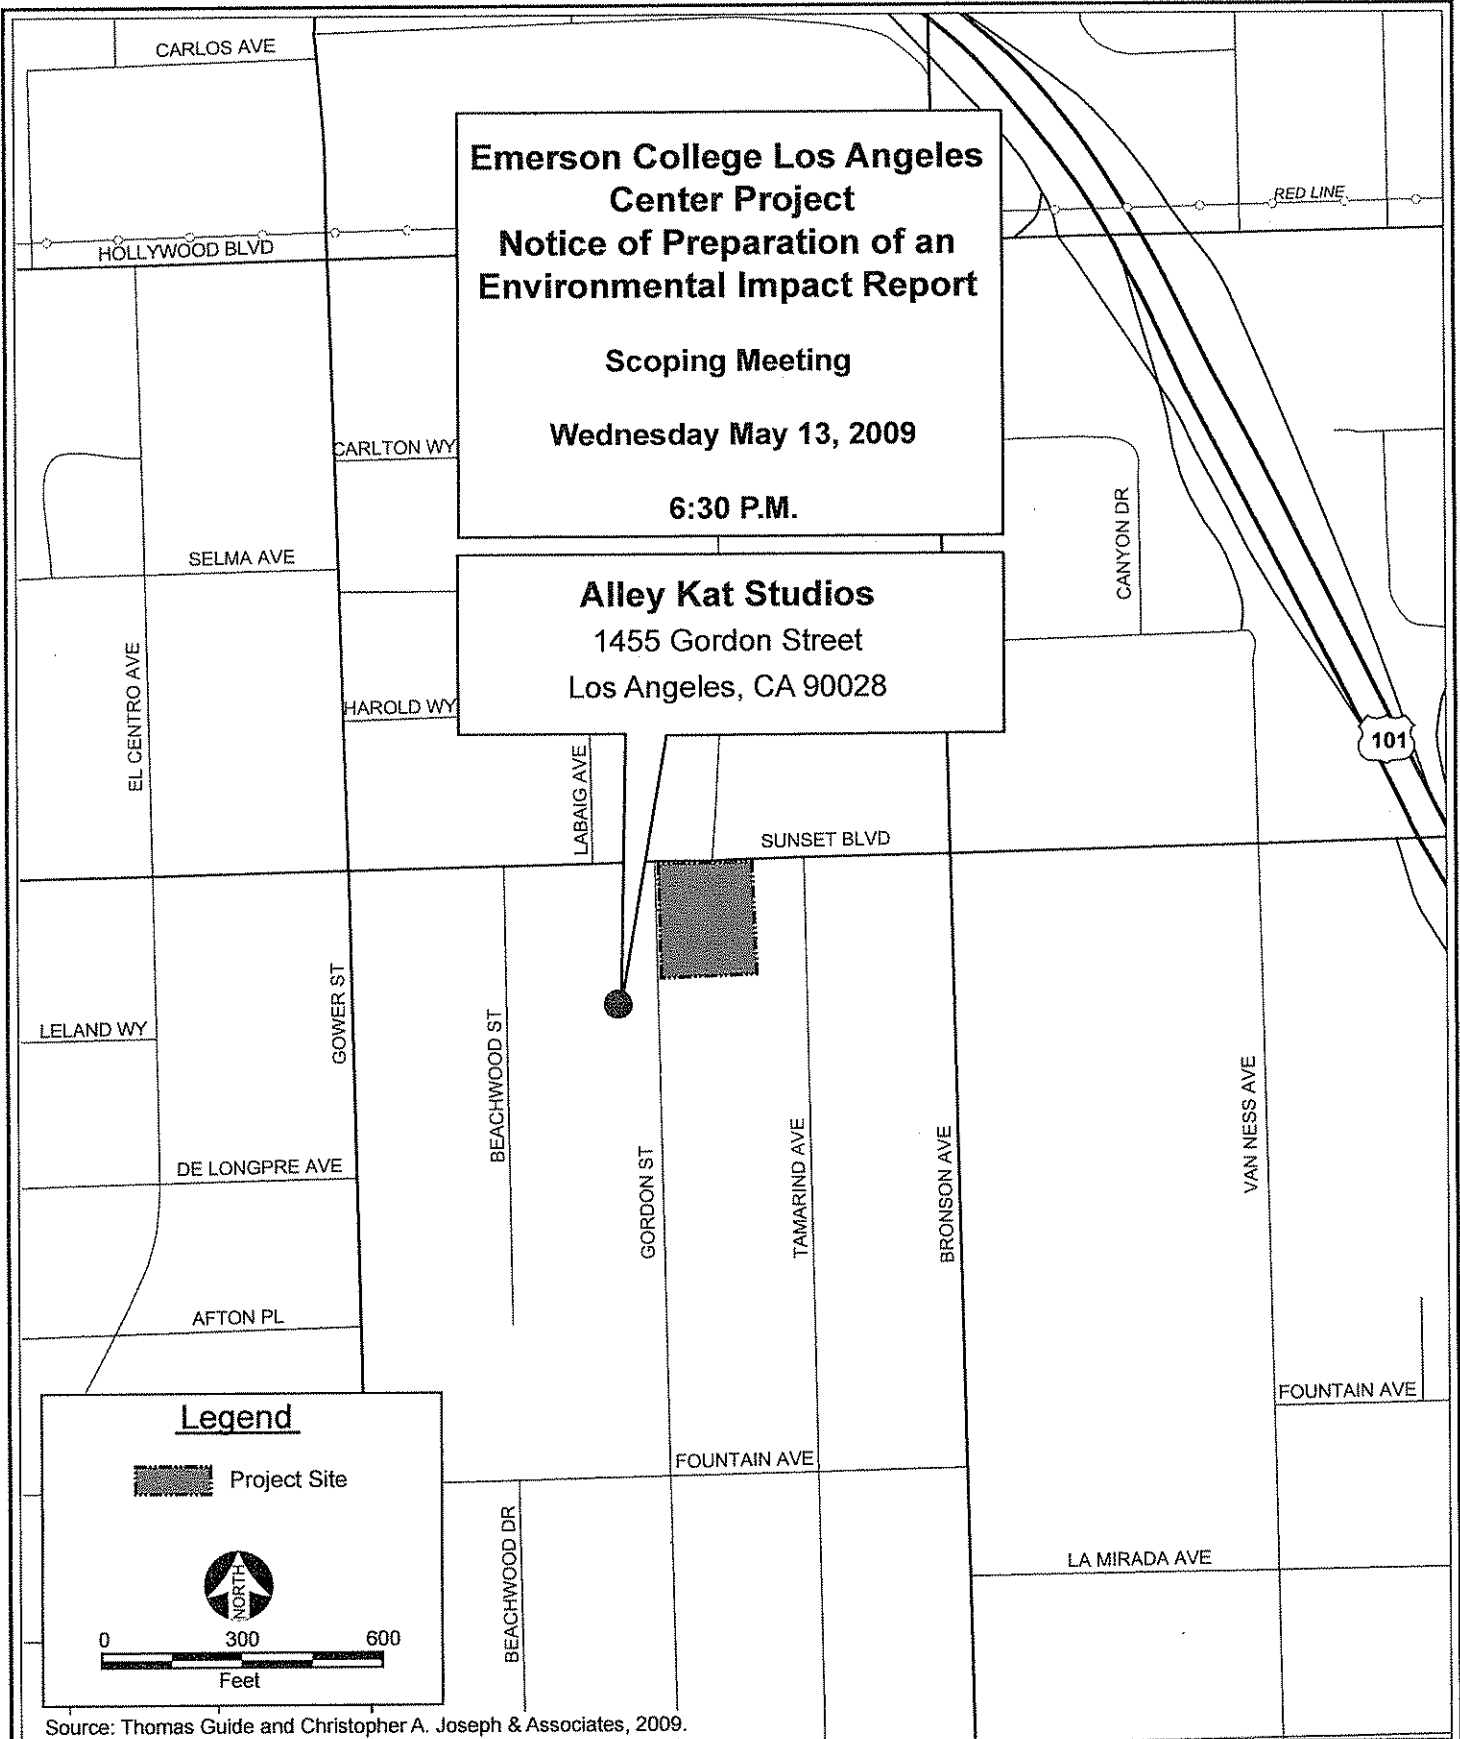 CARLOS AVE
Emerson College Los Angeles
Center Project
Notice of Preparation of an
Environmental Impact Report
Scoping Meeting
Wednesday May 13, 2009
6:30 P.M.
RED LINE
HOLLYWOOD BLVD
CARLTON WY
CANYON DR
SELMA AVE
Alley Kat Studios
1455 Gordon Street
Los Angeles, CA 90028
EL CENTRO AVE
HAROLD WY
101
LABAIG AVE
SUNSET BLVD
GOWER ST
LELAND WY
BEACHWOOD ST
VAN NESS AVE
DE LONGPRE AVE
GORDON ST
TAMARIND AVE
BRONSON AVE
AFTON PL
FOUNTAIN AVE
Legend
Project Site
FOUNTAIN AVE
NORTH
BEACHWOOD DR
LA MIRADA AVE
0 300 600
Feet
Source: Thomas Guide and Christopher A. Joseph & Associates, 2009.